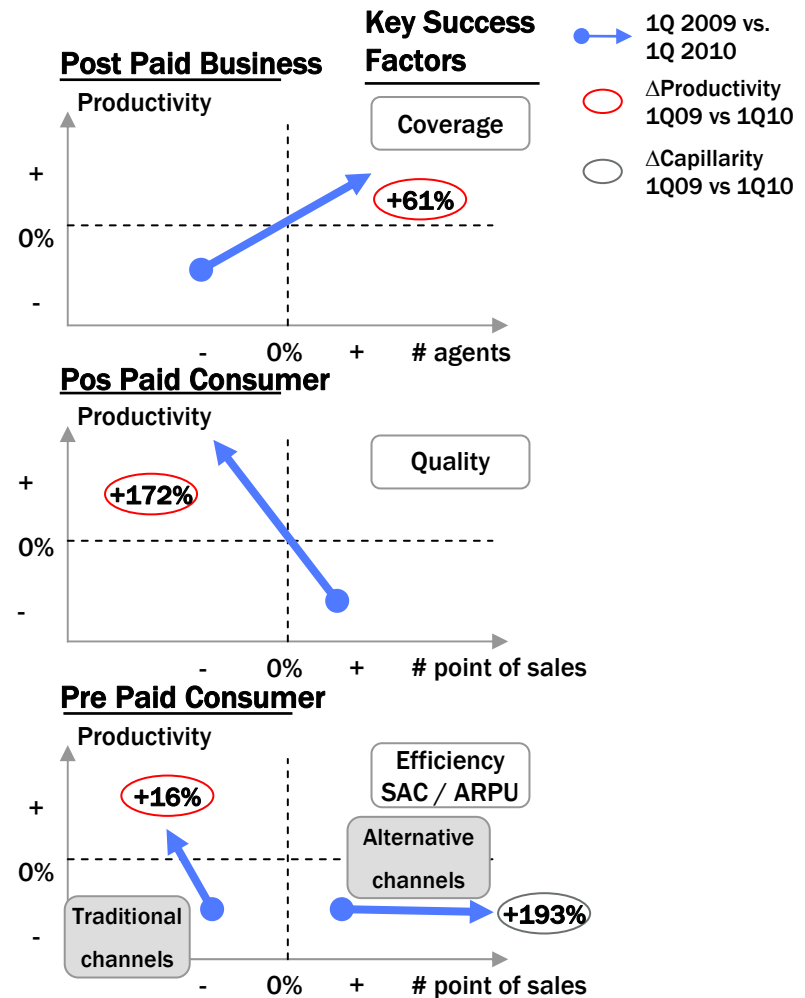 Key Success
Factors
1Q 2009 vs.
1Q 2010
ΔProductivity
1Q09 vs 1Q10
ΔCapillarity
1Q09 vs 1Q10
Post Paid Business
Productivity
Coverage
+
+61%
0%
-
- 0% + # agents
Pos Paid Consumer
Productivity
Quality
+
+172%
0%
-
- 0% + # point of sales
Pre Paid Consumer
Productivity
Efficiency
SAC / ARPU
+16%
+
Alternative
channels
0%
Traditional
channels
+193%
-
- 0% + # point of sales